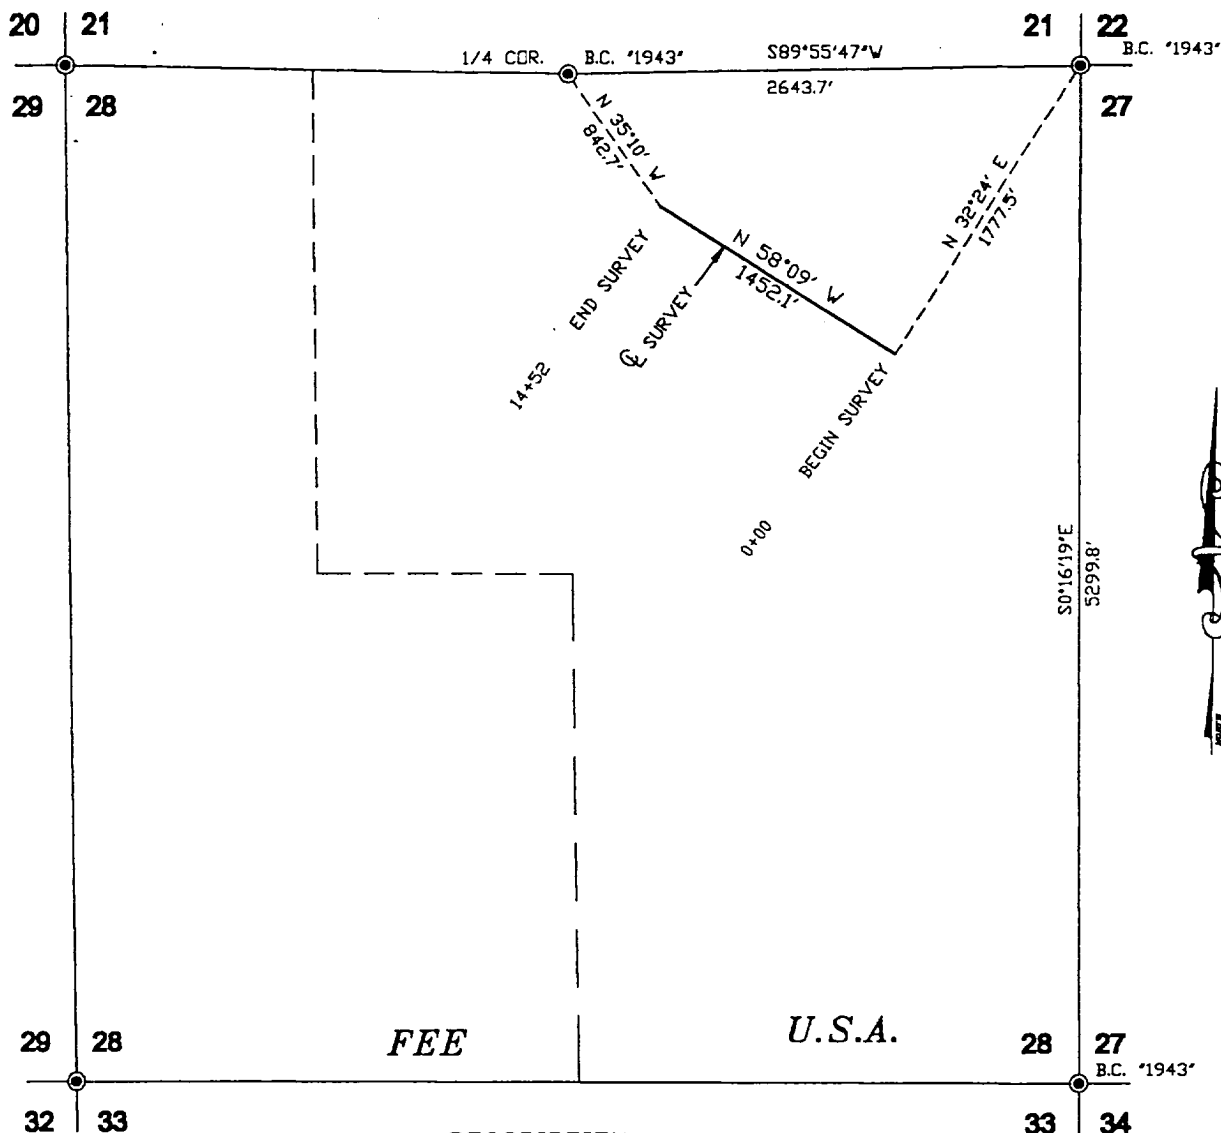 20 21
21 22
1/4 COR. B.C. "1943" S89°55'47"W B.C. "1943"
2643.7'
29 28
27
N 35°10' W
842.7'
N 32°24' E
1777.5'
N 58°09' W
1452.1'
14+52 END SURVEY
℄ SURVEY
0+00 BEGIN SURVEY
S0°16'19"E
5299.8'
FEE U.S.A.
29 28
28 27
B.C. "1943"
32 33
33 34